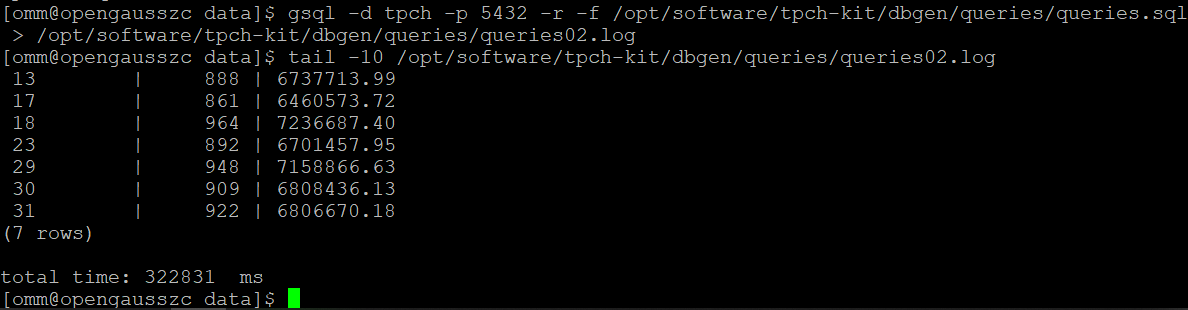 [omm@opengausszc data]$ gsql -d tpch -p 5432 -r -f /opt/software/tpch-kit/dbgen/queries/queries.sql
 > /opt/software/tpch-kit/dbgen/queries/queries02.log
[omm@opengausszc data]$ tail -10 /opt/software/tpch-kit/dbgen/queries/queries02.log
 13        |     888 | 6737713.99
 17        |     861 | 6460573.72
 18        |     964 | 7236687.40
 23        |     892 | 6701457.95
 29        |     948 | 7158866.63
 30        |     909 | 6808436.13
 31        |     922 | 6806670.18
(7 rows)

total time: 322831  ms
[omm@opengausszc data]$